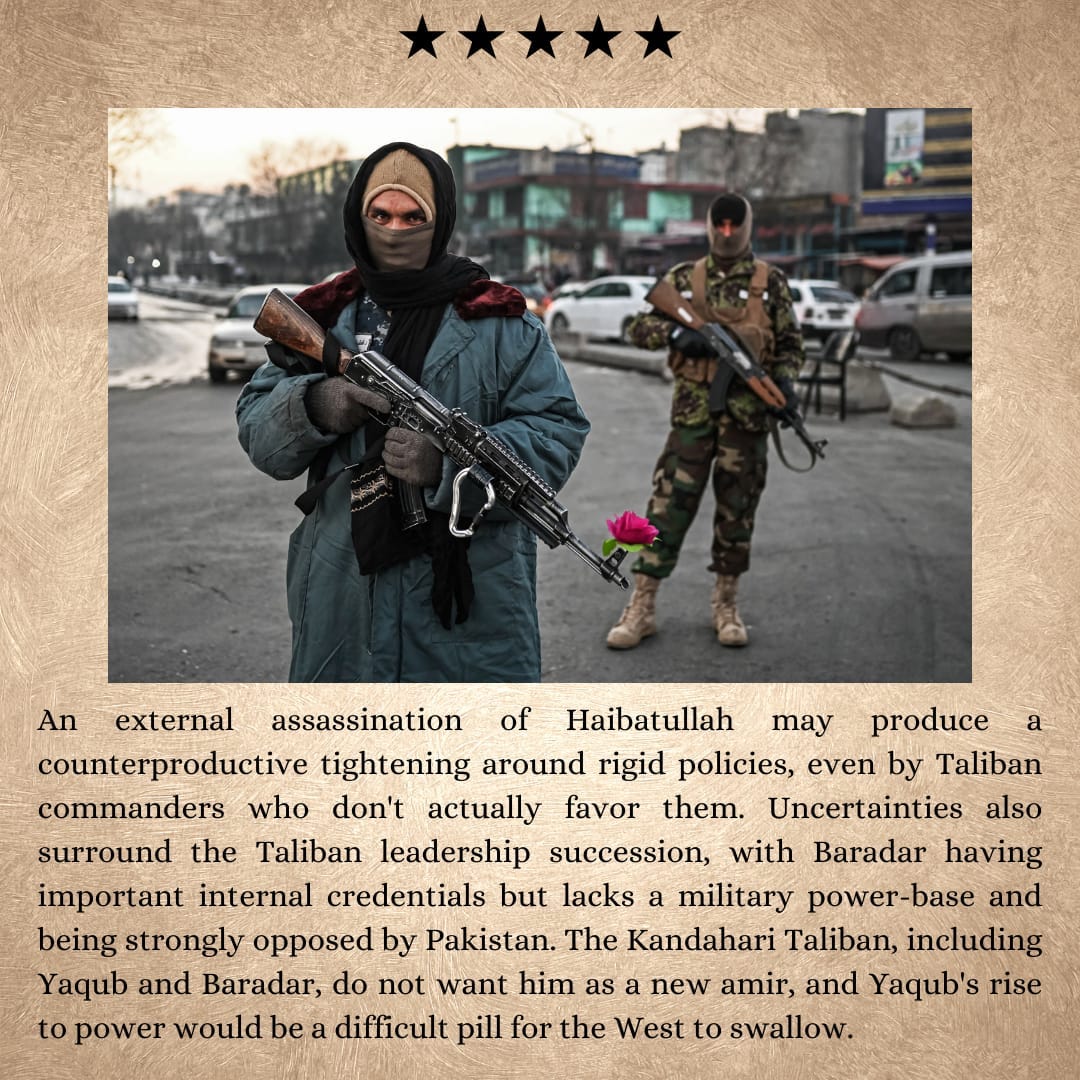 An external assassination of Haibatullah may produce a
counterproductive tightening around rigid policies, even by Taliban
commanders who don't actually favor them. Uncertainties also
surround the Taliban leadership succession, with Baradar having
important internal credentials but lacks a military power-base and
being strongly opposed by Pakistan. The Kandahari Taliban, including
Yaqub and Baradar, do not want him as a new amir, and Yaqub's rise
to power would be a difficult pill for the West to swallow.